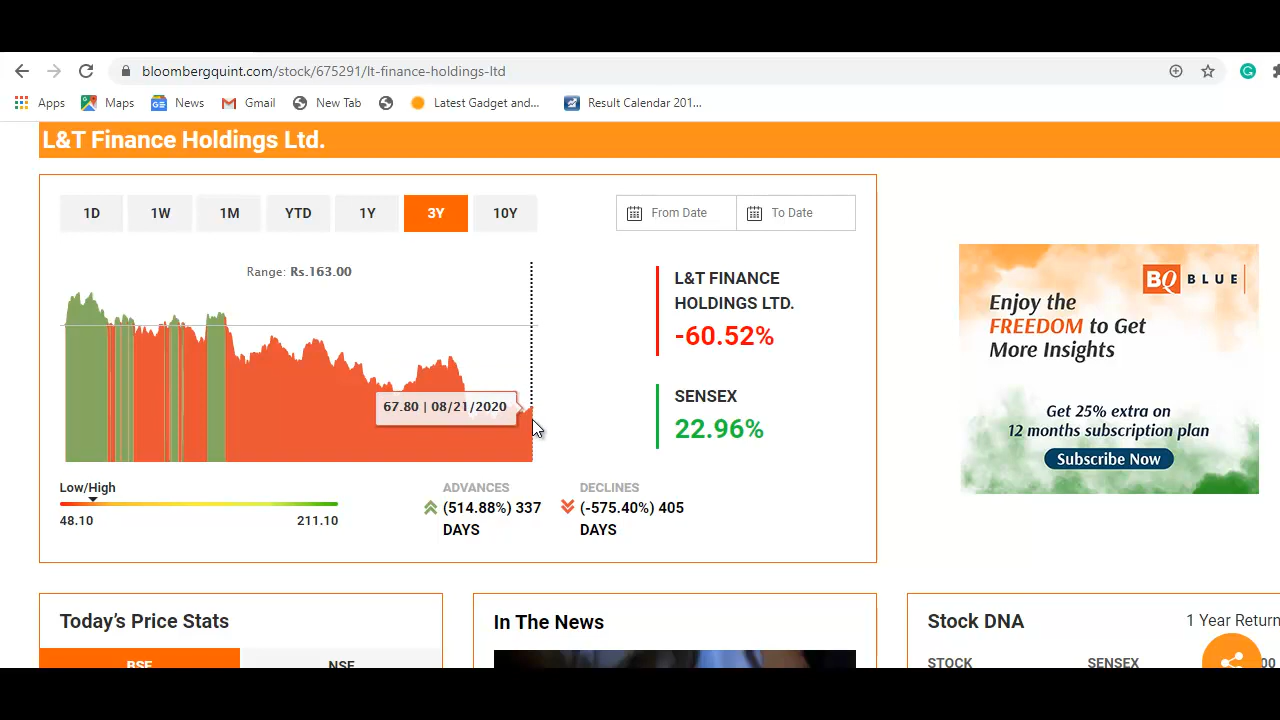 bloombergquint.com/stock/675291/lt-finance-holdings-ltd
Apps Maps News Gmail New Tab Latest Gadget and... Result Calendar 201...
L&T Finance Holdings Ltd.
1D 1W 1M YTD 1Y 3Y 10Y From Date To Date
Range: Rs.163.00
67.80 | 08/21/2020
L&T FINANCE
HOLDINGS LTD.
-60.52%
SENSEX
22.96%
Low/High
48.10 211.10
ADVANCES
(514.88%) 337
DAYS
DECLINES
(-575.40%) 405
DAYS
BQ BLUE
Enjoy the
FREEDOM to Get
More Insights
Get 25% extra on
12 months subscription plan
Subscribe Now
Today's Price Stats
BSE NSE
In The News
Stock DNA 1 Year Return
STOCK SENSEX